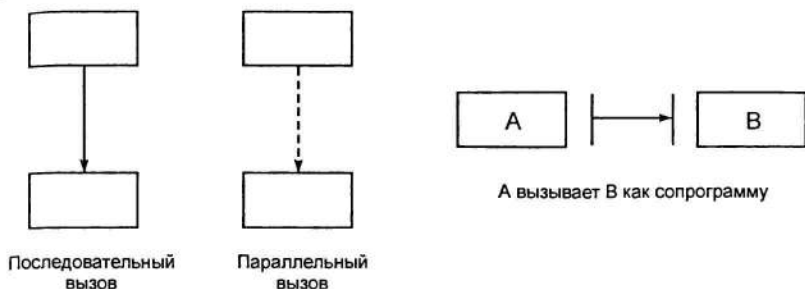 A
B
А вызывает В как сопрограмму
Последовательный
вызов
Параллельный
вызов